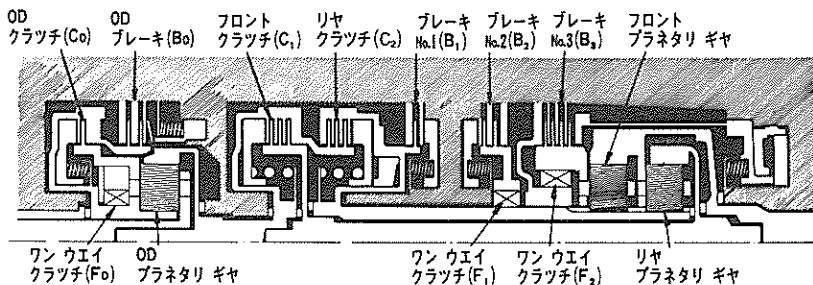 OD
クラッチ(C₀)
OD
ブレーキ(B₀)
フロント
クラッチ(C₁)
リヤ
クラッチ(C₂)
ブレーキ
No.1(B₁)
ブレーキ
No.2(B₂)
ブレーキ
No.3(B₃)
フロント
プラネタリ ギヤ
ワン ウエイ
クラッチ(F₀)
OD
プラネタリ ギヤ
ワン ウエイ
クラッチ(F₁)
ワン ウエイ
クラッチ(F₂)
リヤ
プラネタリ ギヤ